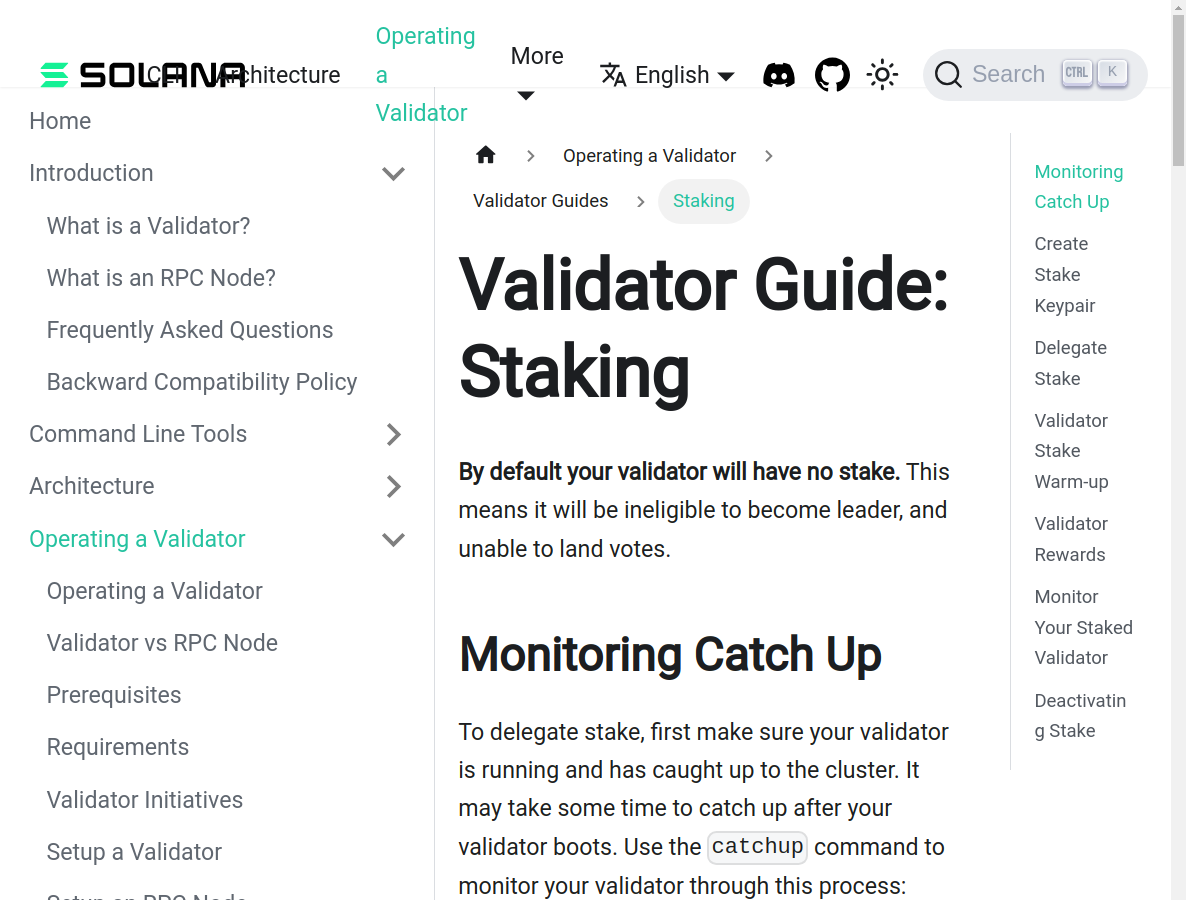 SOLANA
CLI
Architecture
Operating
a
Validator
More
English
Search
CTRL
K
Home
Introduction
What is a Validator?
What is an RPC Node?
Frequently Asked Questions
Backward Compatibility Policy
Command Line Tools
Architecture
Operating a Validator
Operating a Validator
Validator vs RPC Node
Prerequisites
Requirements
Validator Initiatives
Setup a Validator
Setup an RPC Node
Operating a Validator
Validator Guides
Staking
Validator Guide:
Staking
By default your validator will have no stake. This
means it will be ineligible to become leader, and
unable to land votes.
Monitoring Catch Up
To delegate stake, first make sure your validator
is running and has caught up to the cluster. It
may take some time to catch up after your
validator boots. Use the catchup command to
monitor your validator through this process:
Monitoring
Catch Up
Create
Stake
Keypair
Delegate
Stake
Validator
Stake
Warm-up
Validator
Rewards
Monitor
Your Staked
Validator
Deactivatin
g Stake